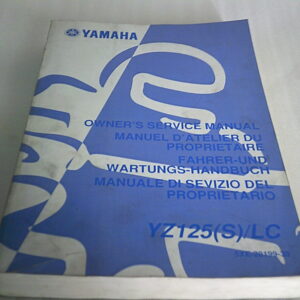 YAMAHA
OWNER'S SERVICE MANUAL
MANUEL D'ATELIER DU
PROPRIETAIRE
FAHRER-UND
WARTUNGS-HANDBUCH
MANUALE DI SEVIZIO DEL
PROPRIETARIO
YZ125(S)/LC